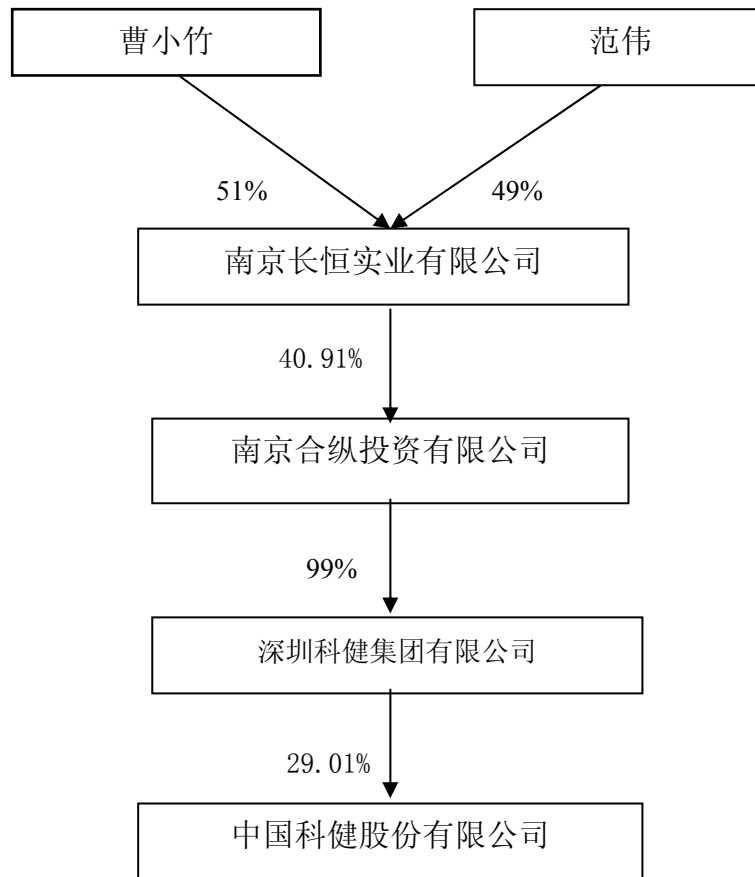 曹小竹
范伟
51%
49%
南京长恒实业有限公司
40.91%
南京合纵投资有限公司
99%
深圳科健集团有限公司
29.01%
中国科健股份有限公司